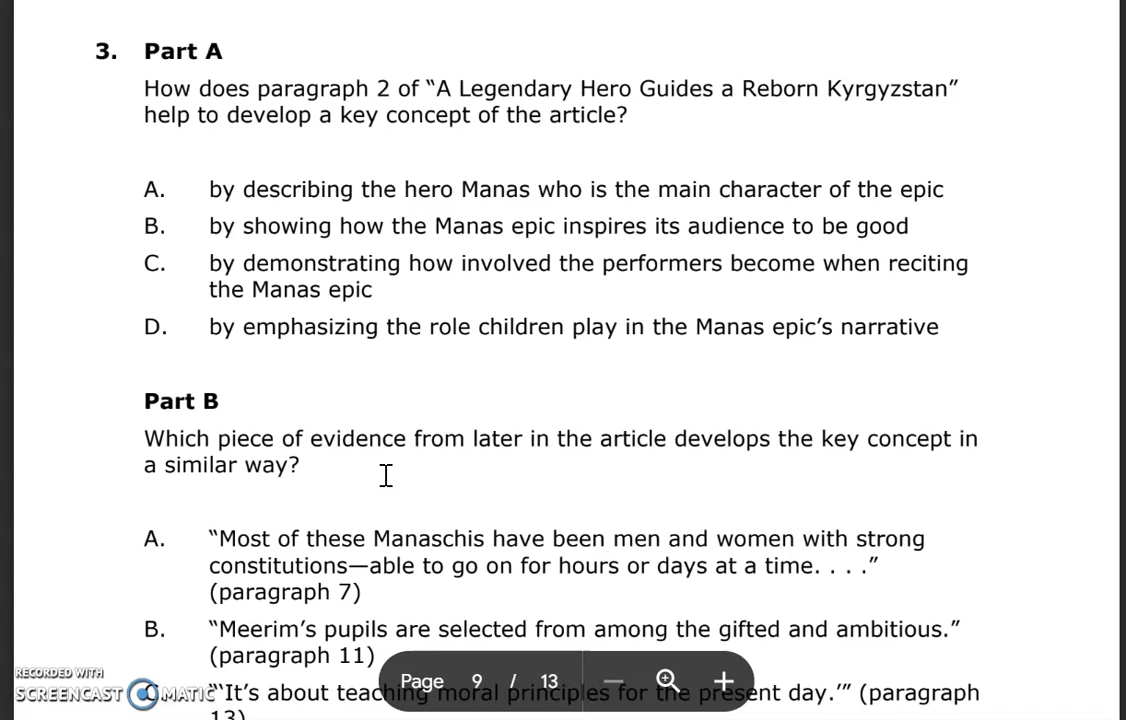 3. Part A
How does paragraph 2 of “A Legendary Hero Guides a Reborn Kyrgyzstan”
help to develop a key concept of the article?
A. by describing the hero Manas who is the main character of the epic
B. by showing how the Manas epic inspires its audience to be good
C. by demonstrating how involved the performers become when reciting
the Manas epic
D. by emphasizing the role children play in the Manas epic’s narrative
Part B
Which piece of evidence from later in the article develops the key concept in
a similar way?
A. “Most of these Manaschis have been men and women with strong
constitutions—able to go on for hours or days at a time. . . .”
(paragraph 7)
B. “Meerim’s pupils are selected from among the gifted and ambitious.”
(paragraph 11)
C. “‘It’s about teaching moral principles for the present day.’” (paragraph
13)
Page 9 / 13
RECORDED WITH
SCREENCAST O MATIC